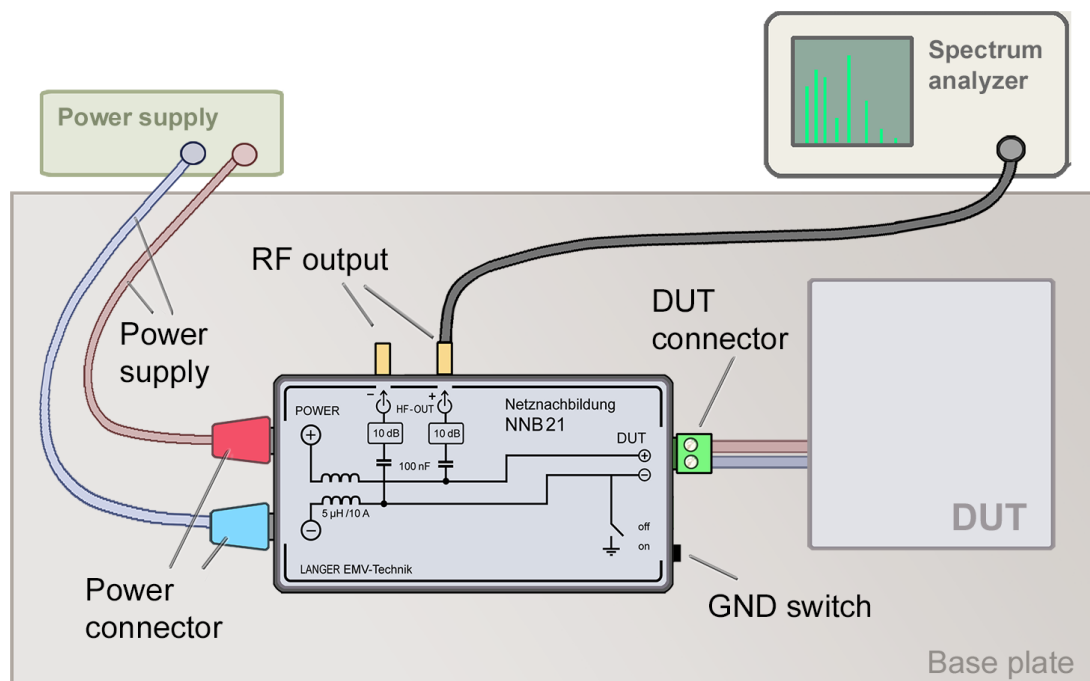 Spectrum
analyzer
Power supply
RF output
DUT
connector
Power
supply
POWER
− HF-OUT +
10 dB
10 dB
100 nF
Netznachbildung
NNB 21
DUT
5 µH /10 A
off
on
LANGER EMV-Technik
DUT
Power
connector
GND switch
Base plate